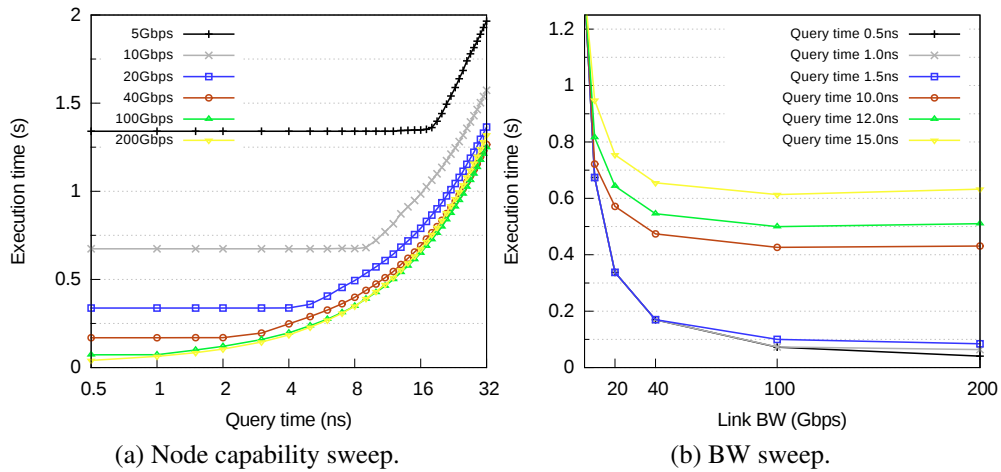 2
1.5
1
0.5
0
Execution time (s)
5Gbps
10Gbps
20Gbps
40Gbps
100Gbps
200Gbps
0.5 1 2 4 8 16 32
Query time (ns)
(a) Node capability sweep.
1.2
1
0.8
0.6
0.4
0.2
0
Execution time (s)
Query time 0.5ns
Query time 1.0ns
Query time 1.5ns
Query time 10.0ns
Query time 12.0ns
Query time 15.0ns
20 40 100 200
Link BW (Gbps)
(b) BW sweep.